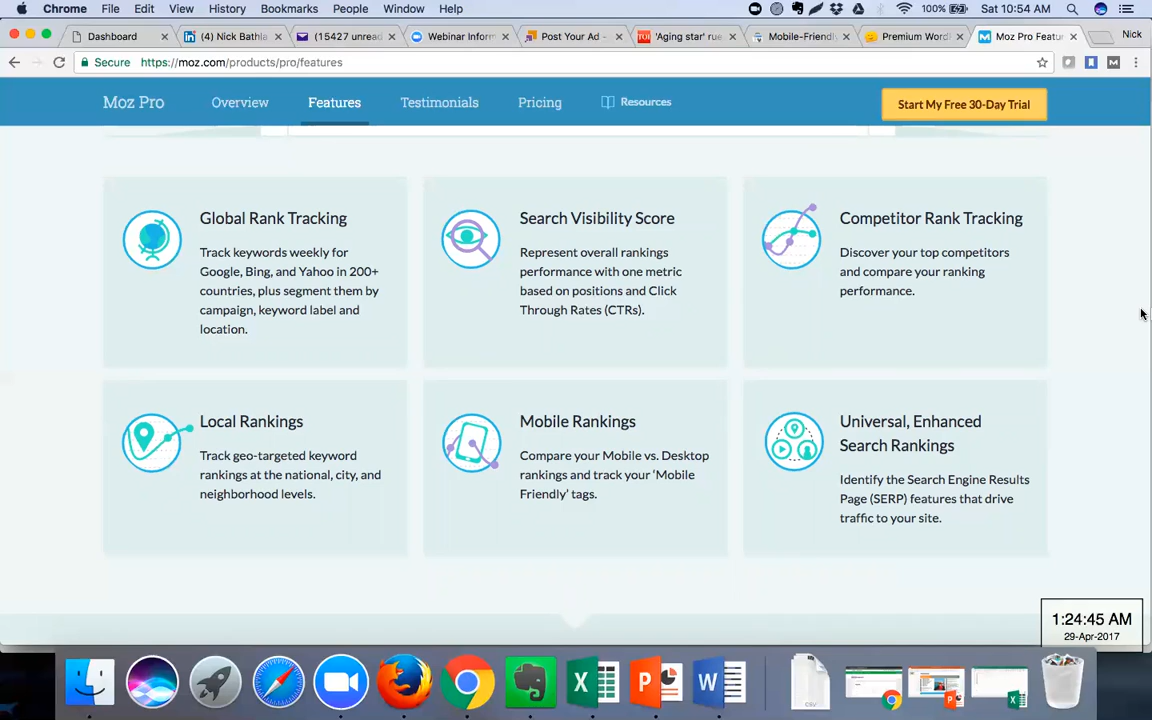 Chrome File Edit View History Bookmarks People Window Help 100% Sat 10:54 AM
Dashboard (4) Nick Bathla (15427 unread Webinar Inform Post Your Ad - TOI 'Aging star' rue Mobile-Friendly Premium Word M Moz Pro Featu Nick
Secure https://moz.com/products/pro/features
Moz Pro Overview Features Testimonials Pricing Resources Start My Free 30-Day Trial
Global Rank Tracking
Track keywords weekly for
Google, Bing, and Yahoo in 200+
countries, plus segment them by
campaign, keyword label and
location.
Search Visibility Score
Represent overall rankings
performance with one metric
based on positions and Click
Through Rates (CTRs).
Competitor Rank Tracking
Discover your top competitors
and compare your ranking
performance.
Local Rankings
Track geo-targeted keyword
rankings at the national, city, and
neighborhood levels.
Mobile Rankings
Compare your Mobile vs. Desktop
rankings and track your ‘Mobile
Friendly’ tags.
Universal, Enhanced
Search Rankings
Identify the Search Engine Results
Page (SERP) features that drive
traffic to your site.
1:24:45 AM
29-Apr-2017
X P W CSV